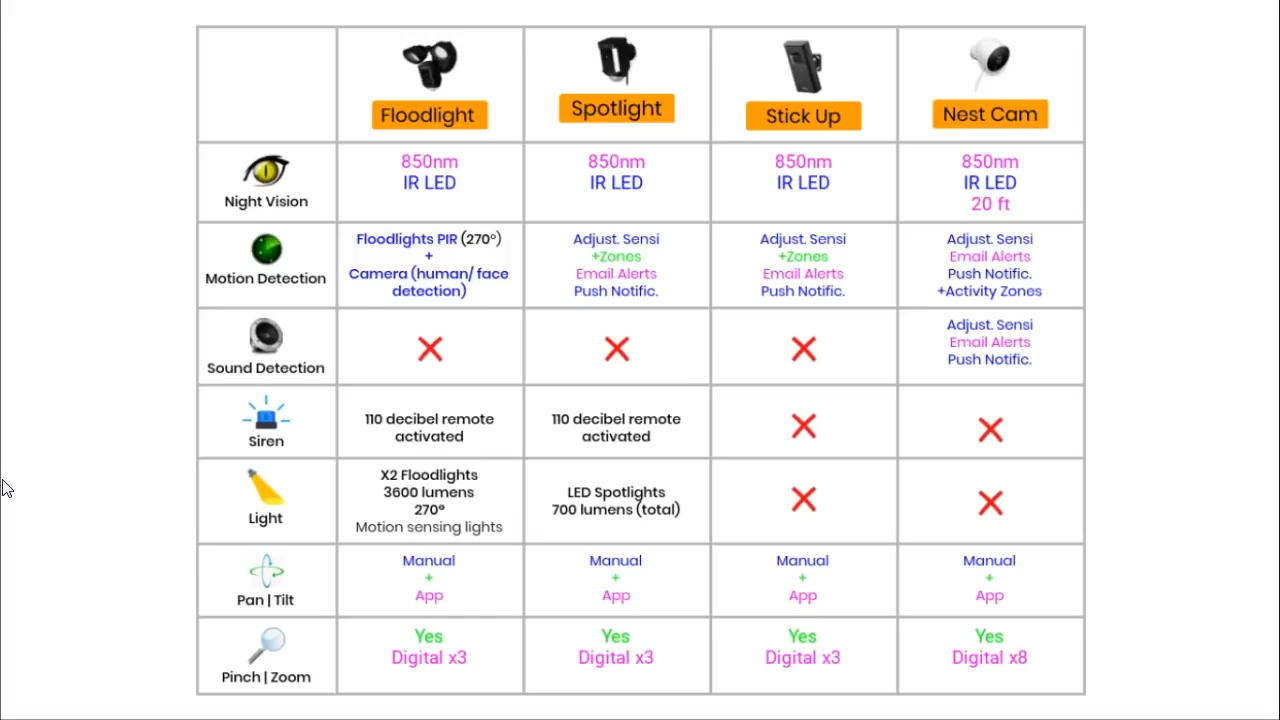 Floodlight
Spotlight
Stick Up
Nest Cam
Night Vision
850nm
IR LED
850nm
IR LED
850nm
IR LED
850nm
IR LED
20 ft
Motion Detection
Floodlights PIR (270°)
+
Camera (human/ face
detection)
Adjust. Sensi
+Zones
Email Alerts
Push Notific.
Adjust. Sensi
+Zones
Email Alerts
Push Notific.
Adjust. Sensi
Email Alerts
Push Notific.
+Activity Zones
Sound Detection
Adjust. Sensi
Email Alerts
Push Notific.
Siren
110 decibel remote
activated
110 decibel remote
activated
Light
X2 Floodlights
3600 lumens
270°
Motion sensing lights
LED Spotlights
700 lumens (total)
Pan | Tilt
Manual
+
App
Manual
+
App
Manual
+
App
Manual
+
App
Pinch | Zoom
Yes
Digital x3
Yes
Digital x3
Yes
Digital x3
Yes
Digital x8